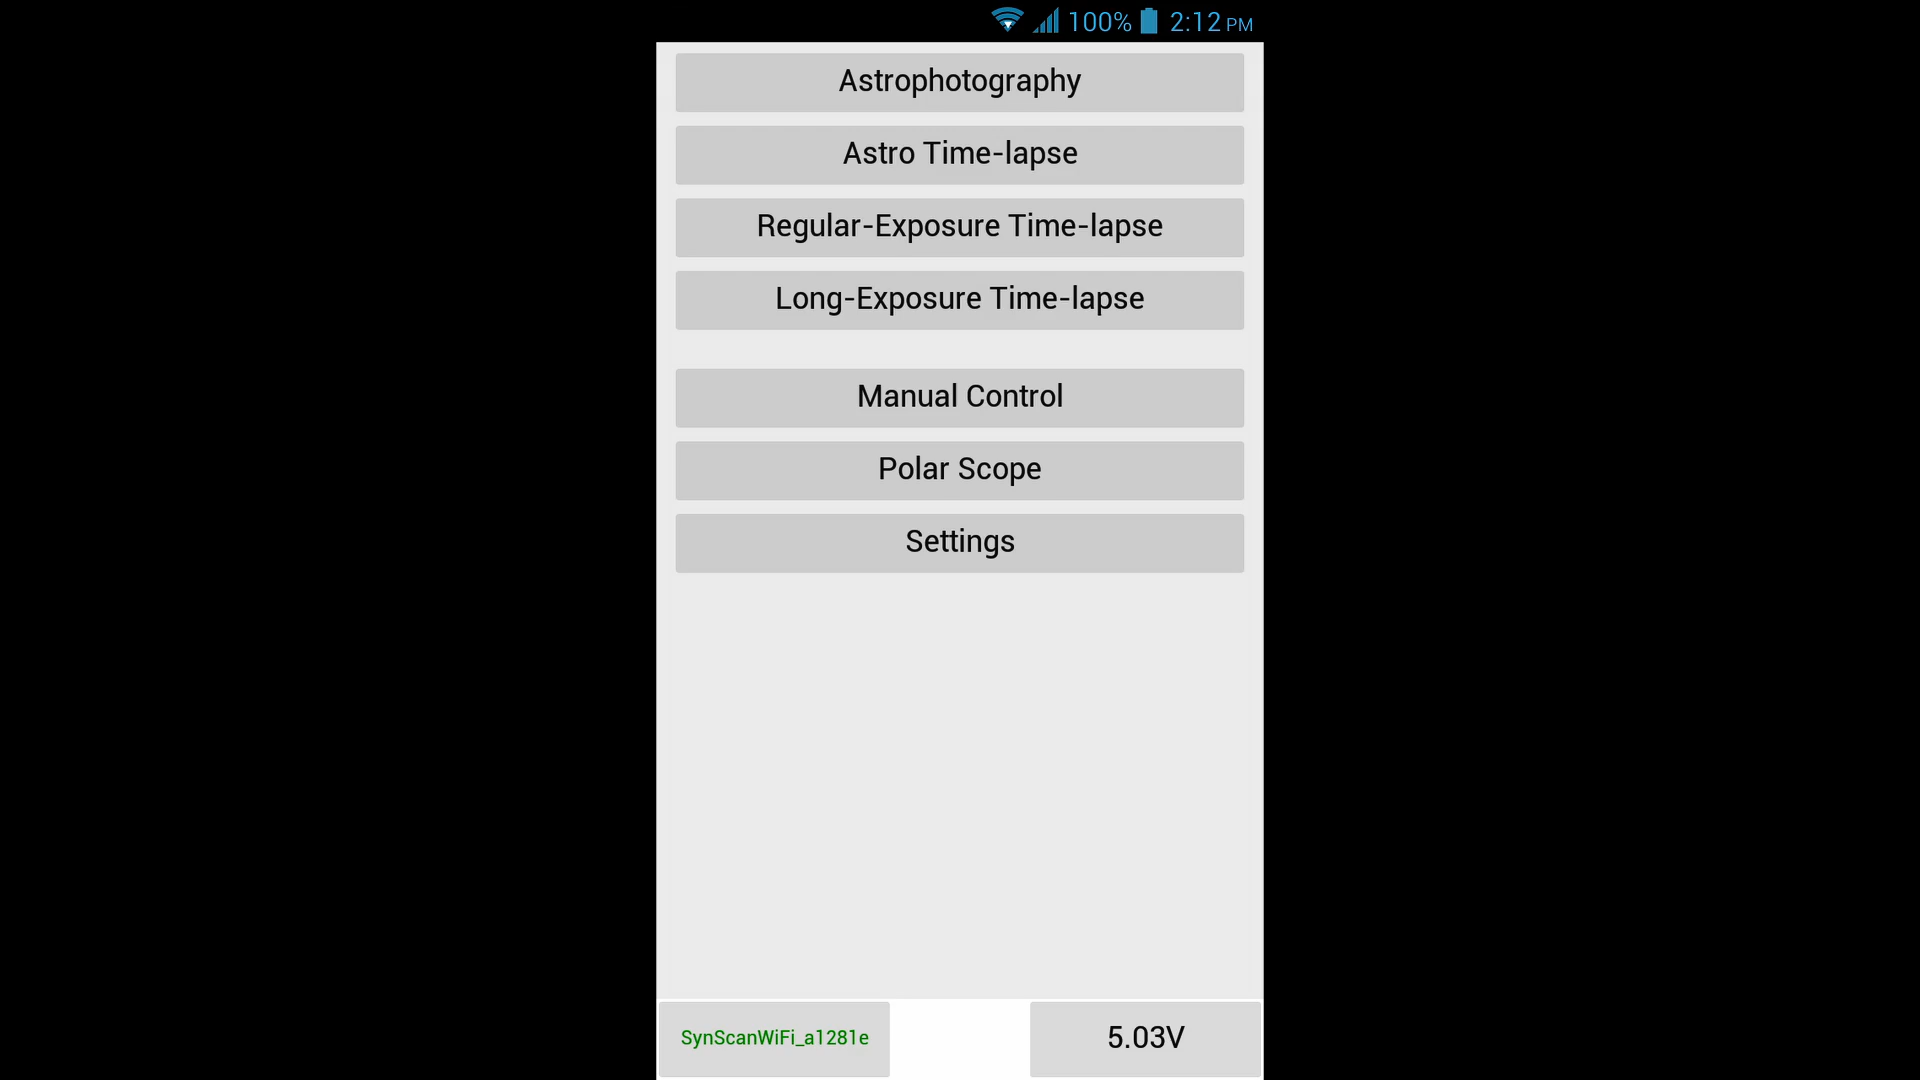 100% 2:12 PM
Astrophotography
Astro Time-lapse
Regular-Exposure Time-lapse
Long-Exposure Time-lapse
Manual Control
Polar Scope
Settings
SynScanWiFi_a1281e
5.03V